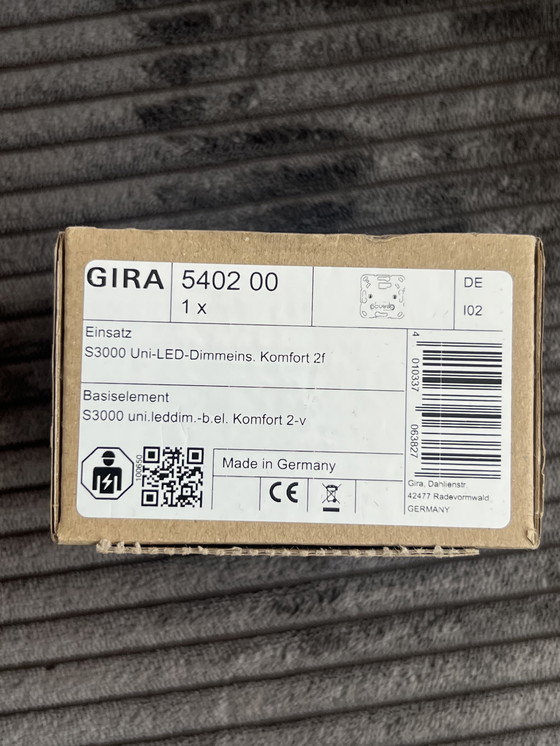 GIRA
5402 00
1 x
DE
I02
Einsatz
S3000 Uni-LED-Dimmeins. Komfort 2f
Basiselement
S3000 uni.leddim.-b.el. Komfort 2-v
4 010337 063827
100650
Made in Germany
CE
Gira, Dahlienstr.
42477 Radevormwald,
GERMANY